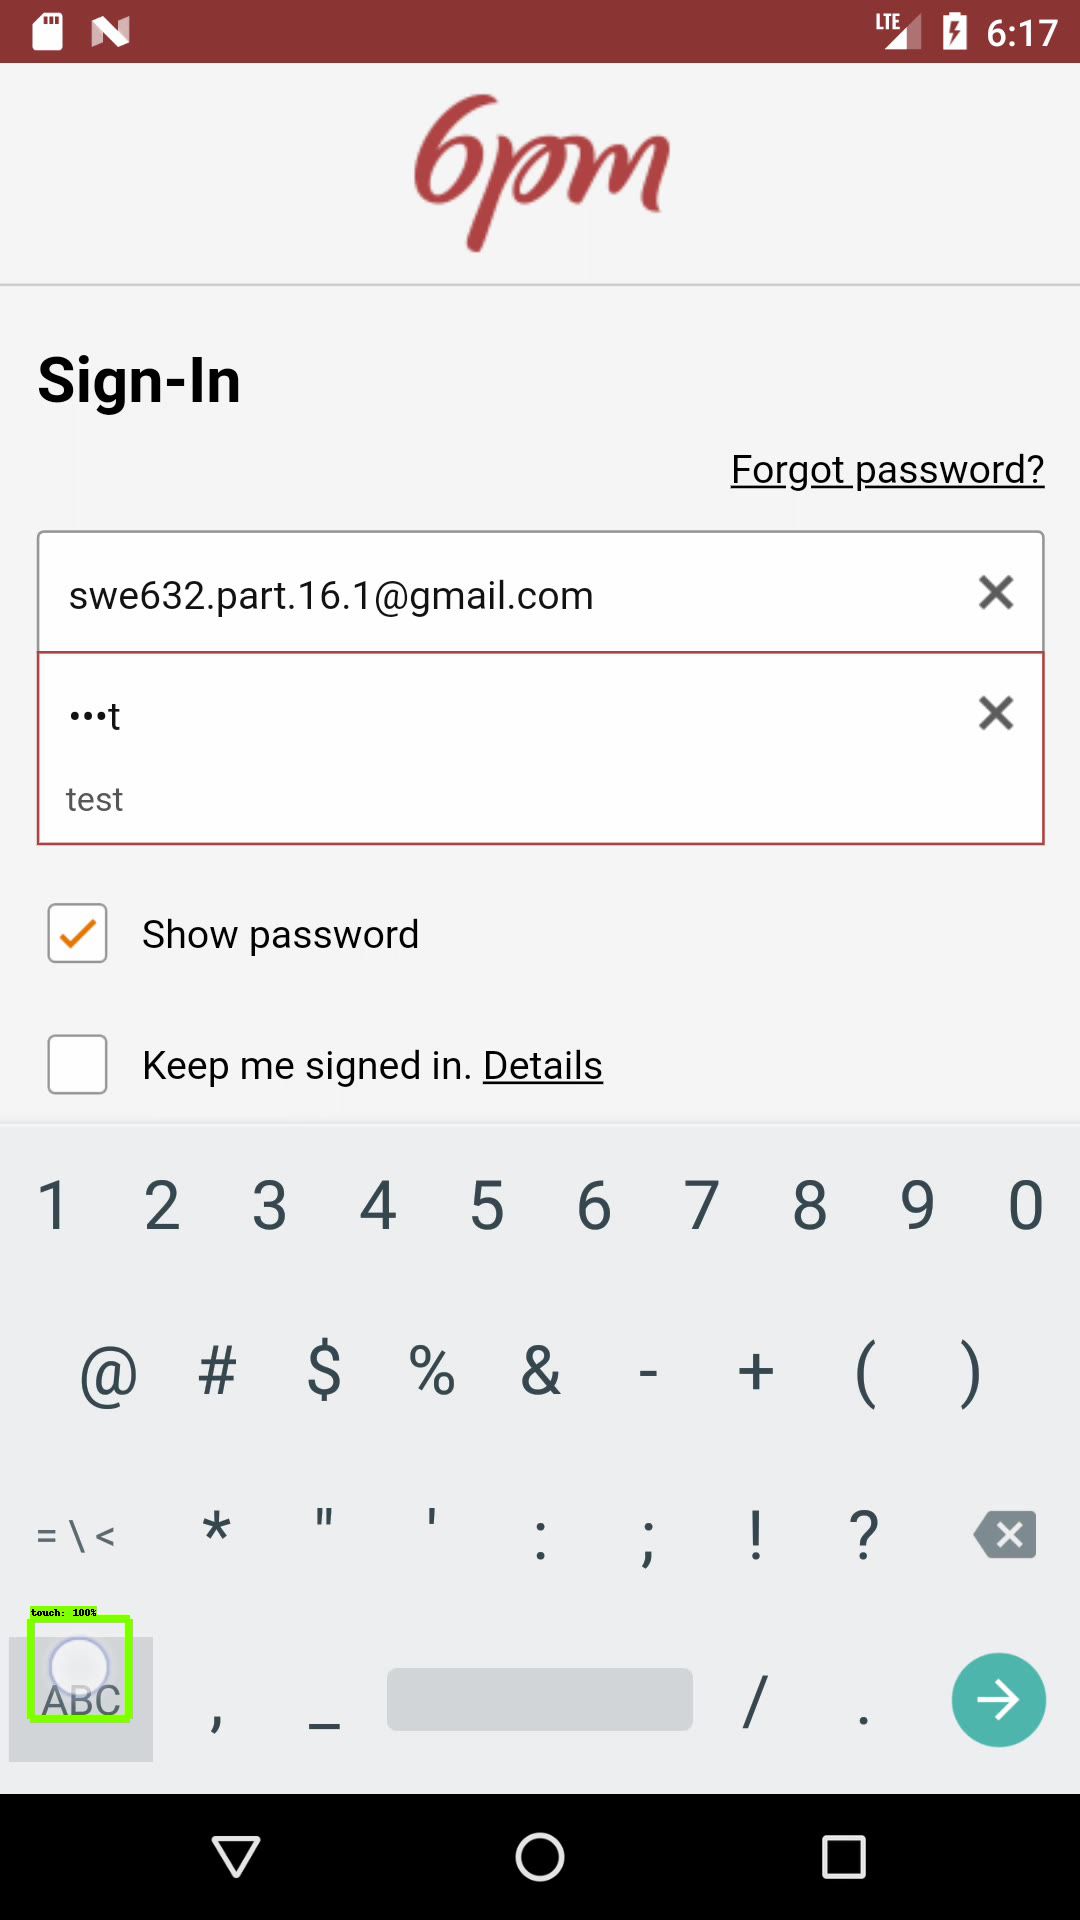 LTE 6:17
6pm
Sign-In
Forgot password?
swe632.part.16.1@gmail.com
•••t
test
Show password
Keep me signed in. Details
1 2 3 4 5 6 7 8 9 0
@ # $ % & - + ( )
= \ < * " ' : ; ! ?
touch: 100%
ABC , _ / .